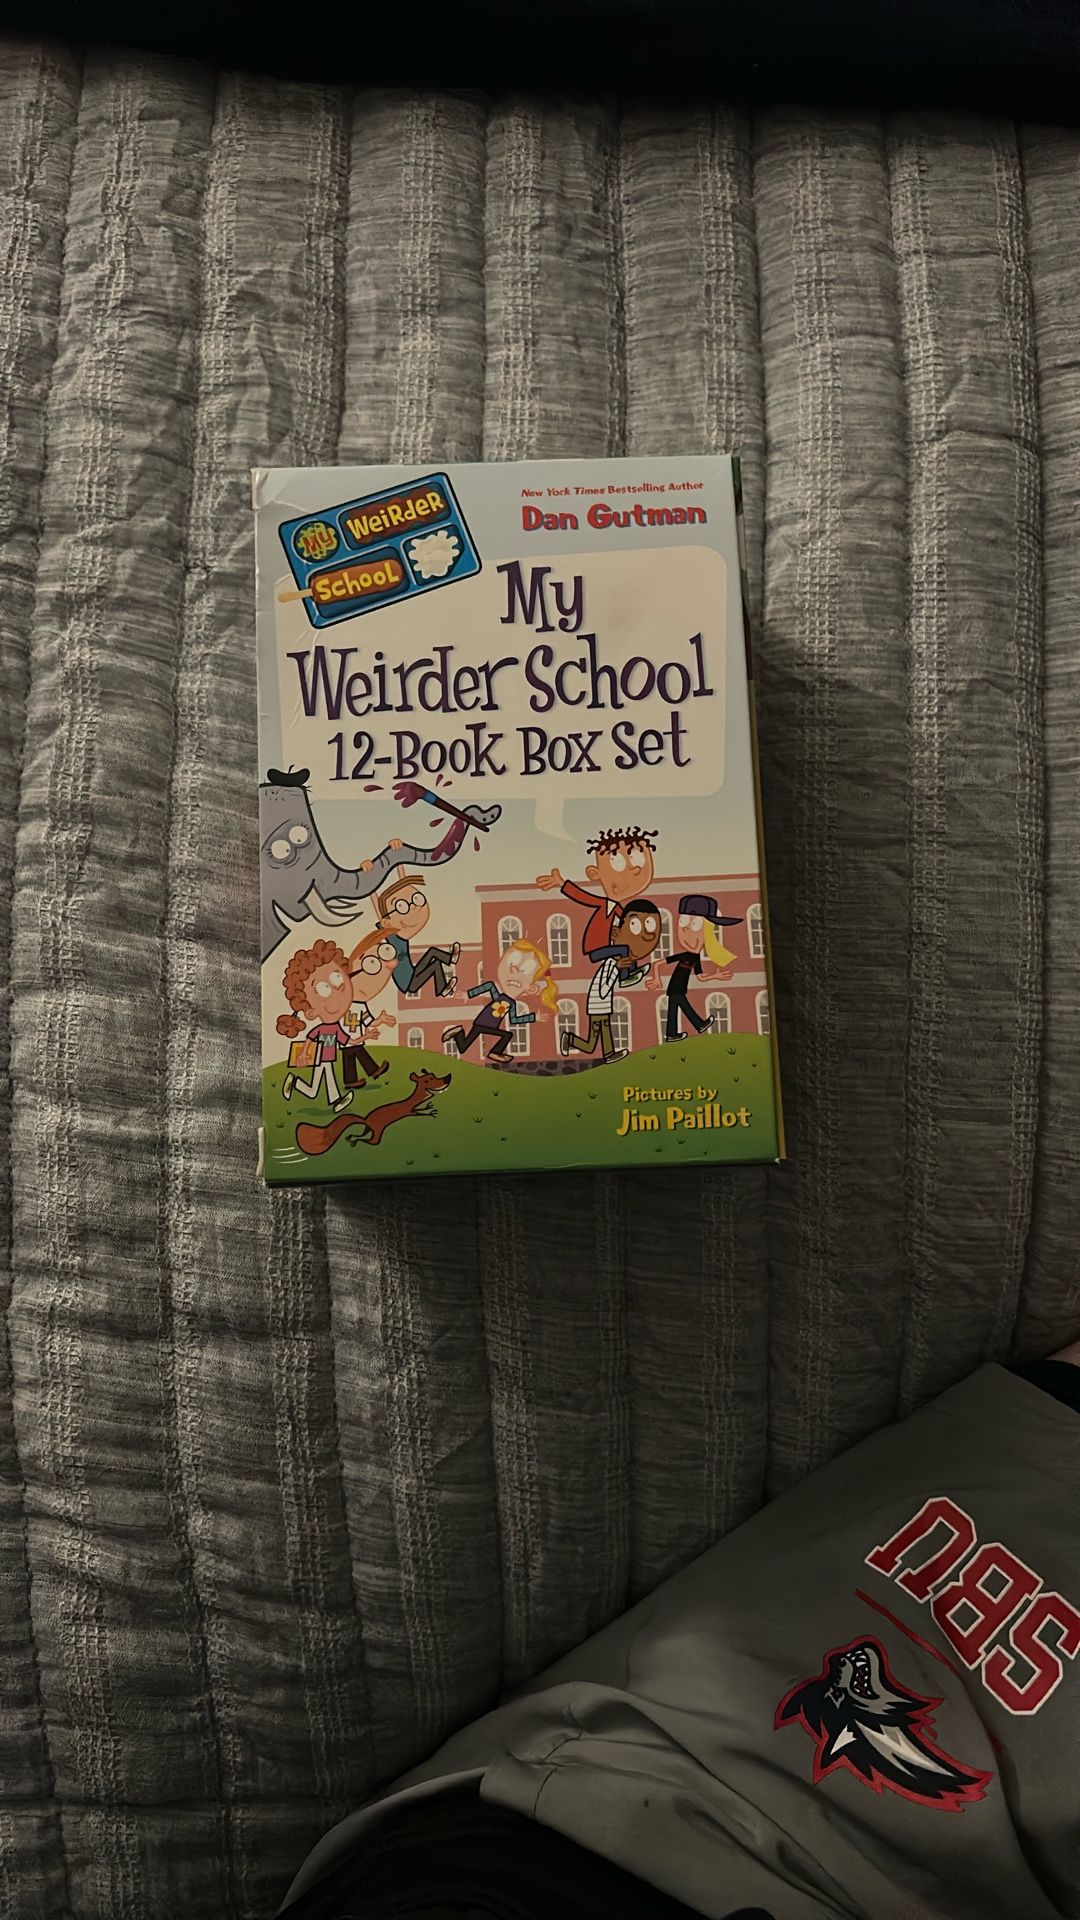 My WeiRdeR
School
New York Times Bestselling Author
Dan Gutman
My
Weirder School
12-Book Box Set
Pictures by
Jim Paillot
SBU